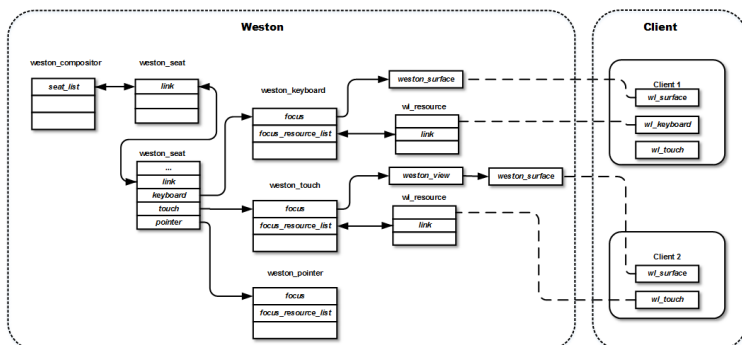 Weston
Client
weston_compositor
weston_seat
seat_list
link
weston_keyboard
focus
focus_resource_list
weston_surface
wl_resource
link
Client 1
wl_surface
wl_keyboard
wl_touch
weston_seat
...
link
keyboard
touch
pointer
weston_touch
focus
focus_resource_list
weston_view
weston_surface
wl_resource
link
Client 2
wl_surface
wl_touch
weston_pointer
focus
focus_resource_list